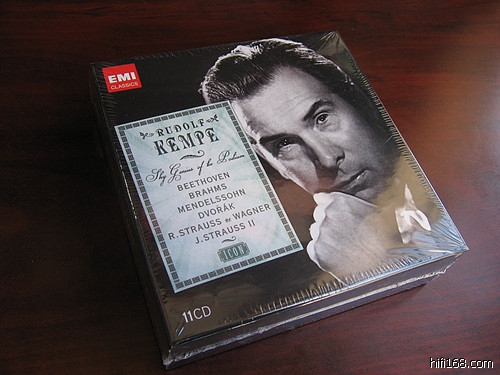 EMI
CLASSICS
RUDOLF
KEMPE
Shy Genius of the Podium
BEETHOVEN
BRAHMS
MENDELSSOHN
DVOŘÁK
R.STRAUSS & WAGNER
J.STRAUSS II
ICON
11CD
hifi168.com